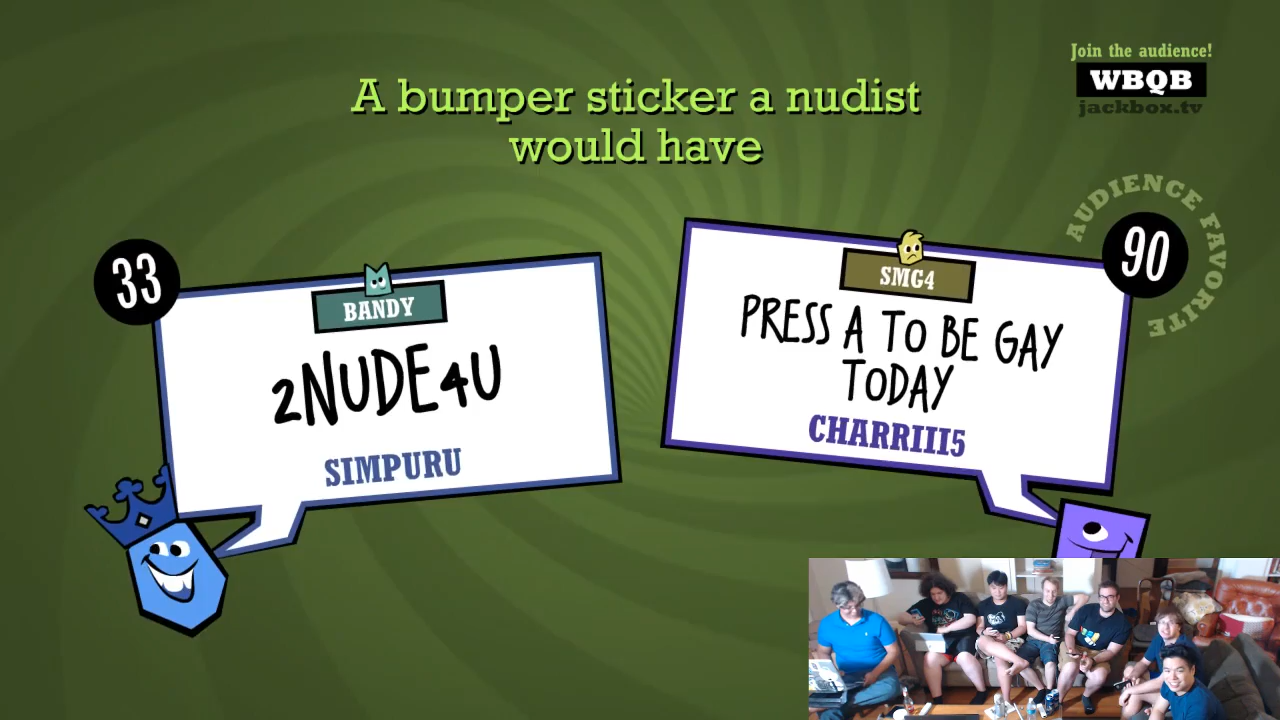 Join the audience!
WBQB
jackbox.tv
A bumper sticker a nudist
would have
AUDIENCE FAVORITE
33
BANDY
2NUDE4U
SIMPURU
90
SMG4
PRESS A TO BE GAY
TODAY
CHARRIII5